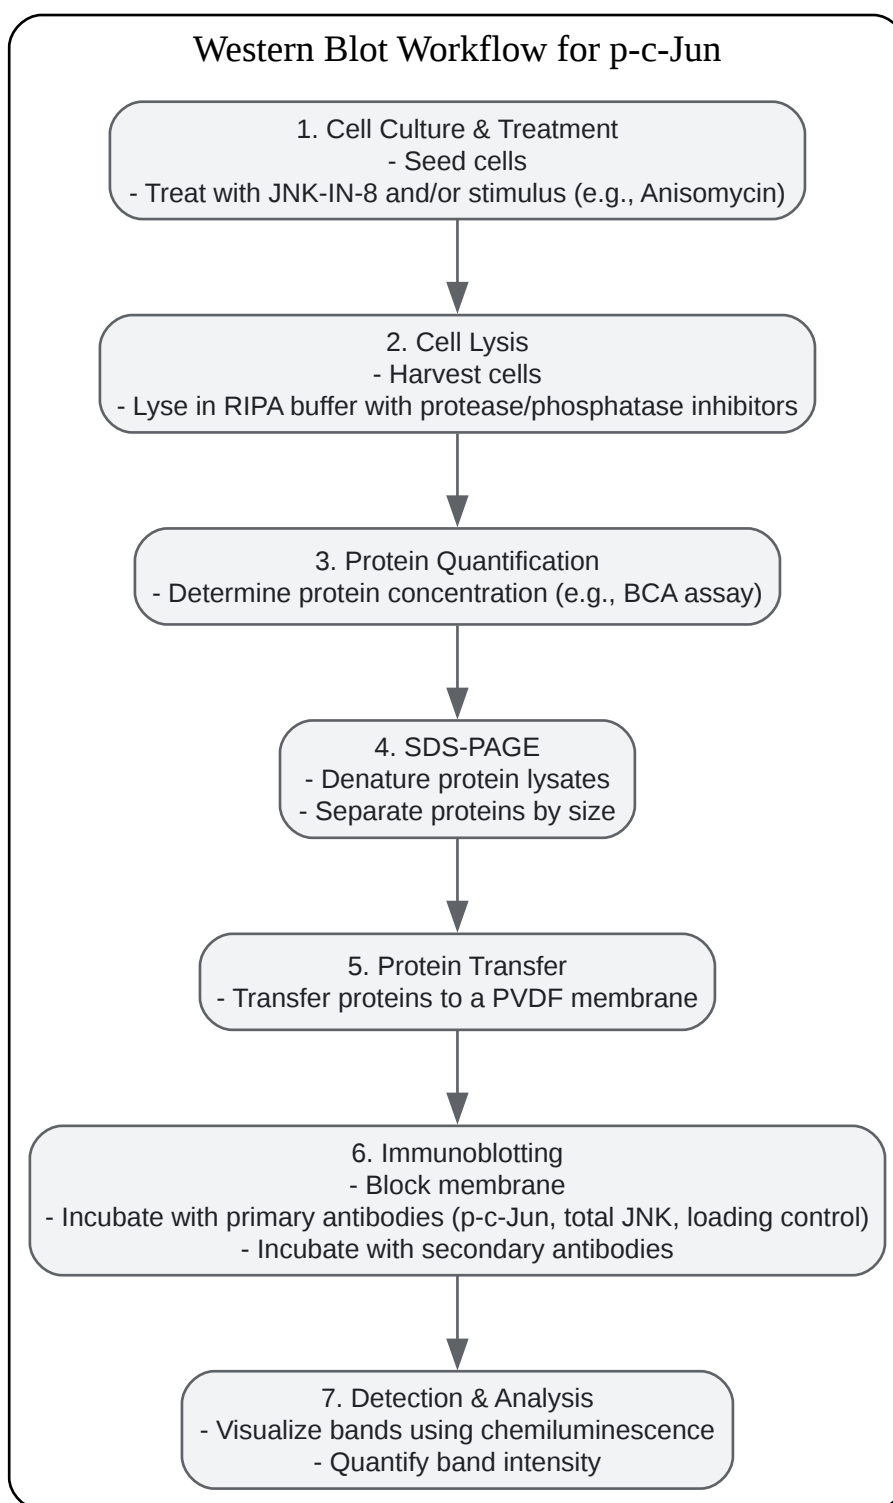 Western Blot Workflow for p-c-Jun
1. Cell Culture & Treatment
- Seed cells
- Treat with JNK-IN-8 and/or stimulus (e.g., Anisomycin)
2. Cell Lysis
- Harvest cells
- Lyse in RIPA buffer with protease/phosphatase inhibitors
3. Protein Quantification
- Determine protein concentration (e.g., BCA assay)
4. SDS-PAGE
- Denature protein lysates
- Separate proteins by size
5. Protein Transfer
- Transfer proteins to a PVDF membrane
6. Immunoblotting
- Block membrane
- Incubate with primary antibodies (p-c-Jun, total JNK, loading control)
- Incubate with secondary antibodies
7. Detection & Analysis
- Visualize bands using chemiluminescence
- Quantify band intensity